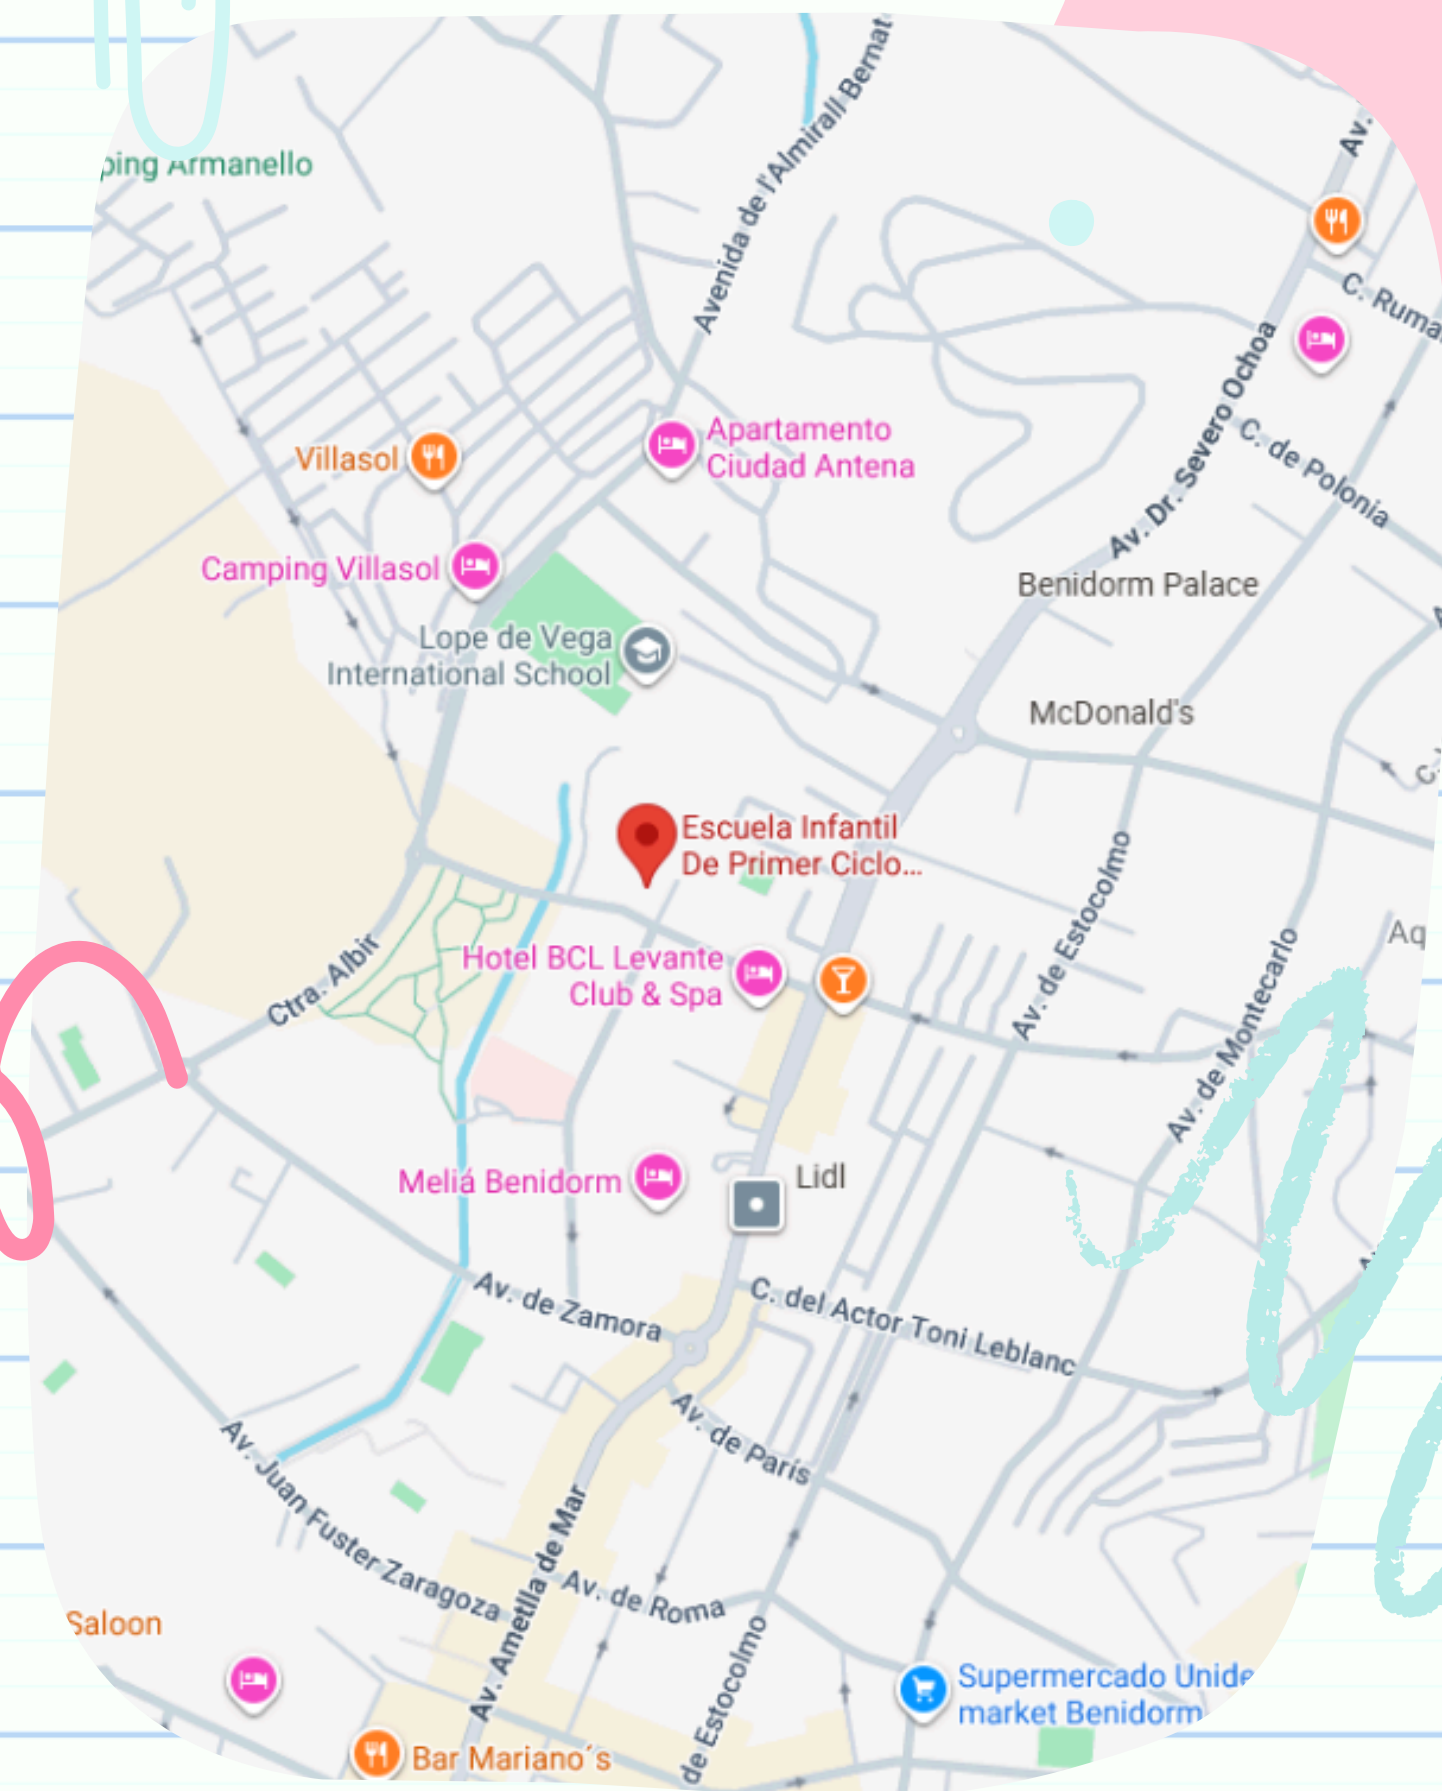 ping Armanello
Avenida de l'Almirall Bernat
Av.
C. Ruma
Apartamento
Ciudad Antena
Villasol
Av. Dr. Severo Ochoa
C. de Polonia
Camping Villasol
Benidorm Palace
Lope de Vega
International School
McDonald's
Escuela Infantil
De Primer Ciclo...
Av. de Estocolmo
Aq
Ctra. Albir
Hotel BCL Levante
Club & Spa
Av. de Montecarlo
Meliá Benidorm
Lidl
Av. de Zamora
C. del Actor Toni Leblanc
Av. de París
Av. Juan Fuster Zaragoza
Av. Ametlla de Mar
Av. de Roma
Saloon
de Estocolmo
Supermercado Unide
market Benidorm
Bar Mariano´s